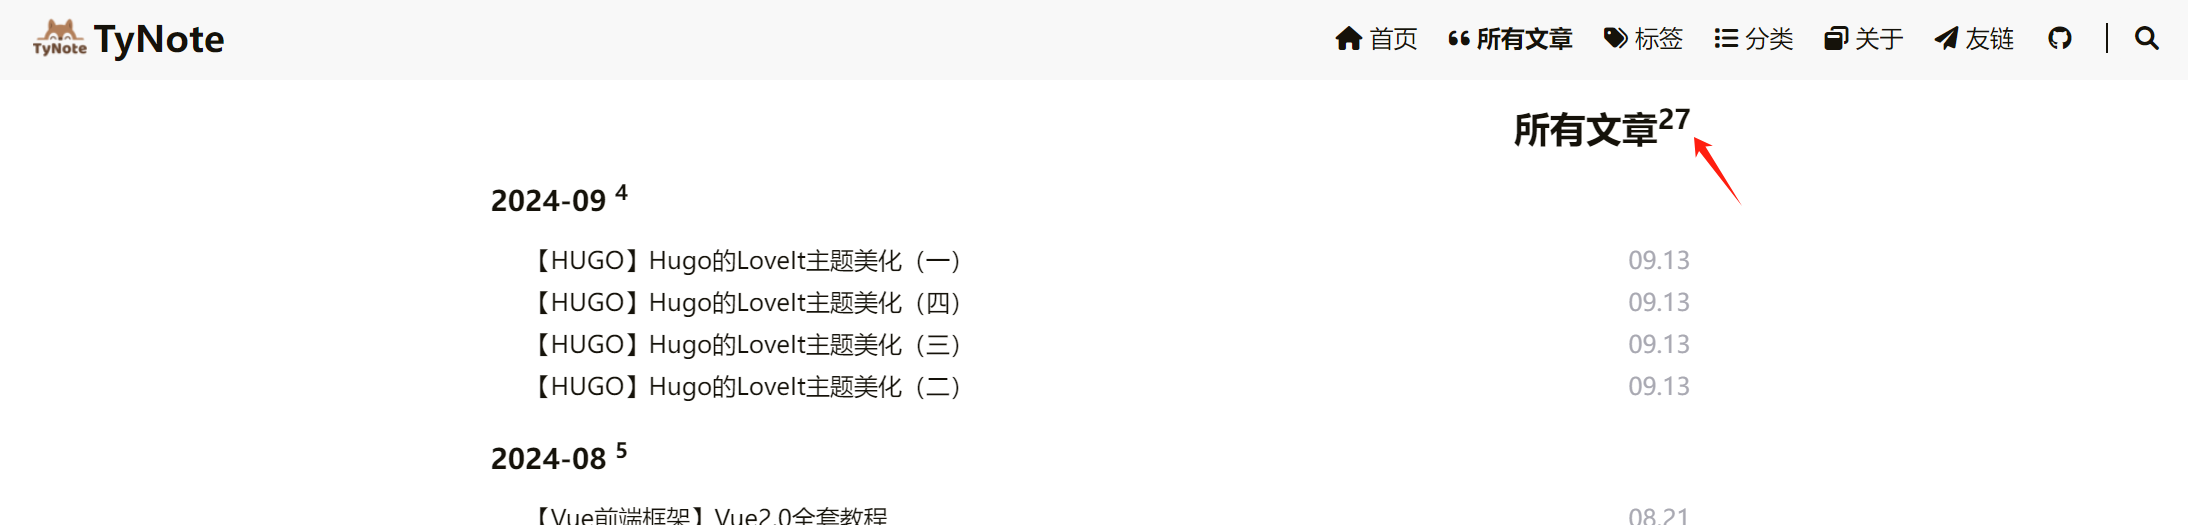 TyNote TyNote 首页 所有文章 标签 分类 关于 友链
所有文章27
2024-09 4
【HUGO】Hugo的LoveIt主题美化（一） 09.13
【HUGO】Hugo的LoveIt主题美化（四） 09.13
【HUGO】Hugo的LoveIt主题美化（三） 09.13
【HUGO】Hugo的LoveIt主题美化（二） 09.13
2024-08 5
【Vue前端框架】Vue2.0全套教程 08.21